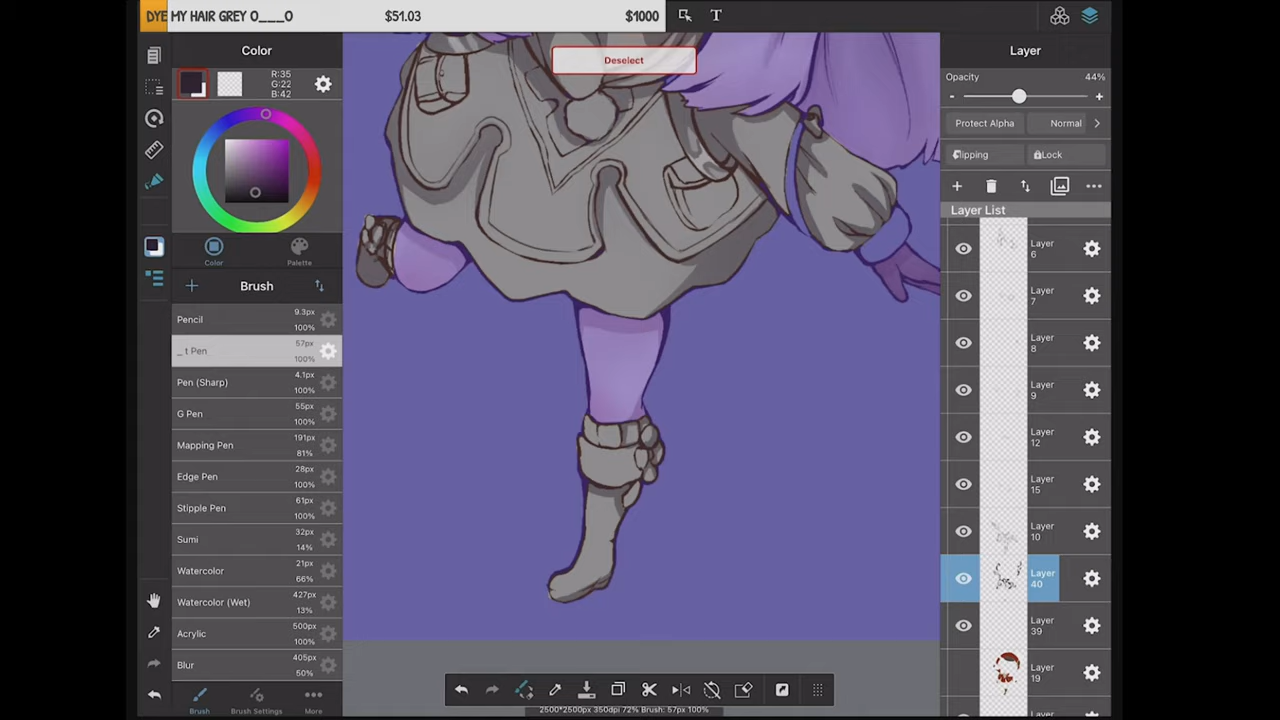 DYE MY HAIR GREY O___O $51.03 $1000
T
Color
Deselect
Layer
R:35
G:22
B:42
Opacity 44%
- +
Protect Alpha Normal
Clipping Lock
Layer List
Color Palette
Brush
Pencil 9.3px 100%
57px 100%
Pen (Sharp) 4.1px 100%
G Pen 55px 100%
Mapping Pen 191px 81%
Edge Pen 28px 100%
Stipple Pen 61px 100%
Sumi 32px 14%
Watercolor 21px 66%
Watercolor (Wet) 427px 13%
Acrylic 500px 100%
Blur 405px 50%
Layer 6
Layer 7
Layer 8
Layer 9
Layer 12
Layer 15
Layer 10
Layer 40
Layer 39
Layer 19
Brush Brush Settings More
2500*2500px 350dpi 72% Brush: 57px 100%